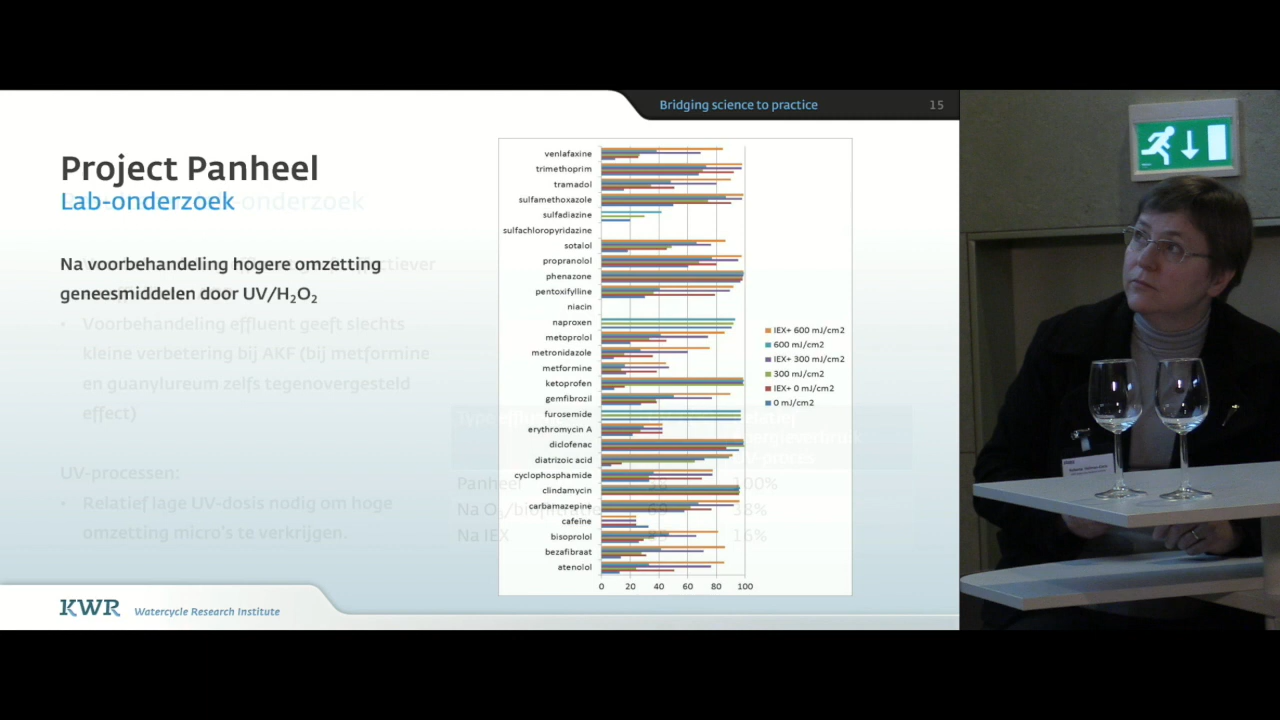 Bridging science to practice
15
Project Panheel
Lab-onderzoek
Na voorbehandeling hogere omzetting
geneesmiddelen door UV/H₂O₂
• Voorbehandeling effluent geeft slechts
kleine verbetering bij AKF (bij metformine
en guanylureum zelfs tegenovergesteld
effect)
UV-processen:
• Relatief lage UV-dosis nodig om hoge
omzetting micro's te verkrijgen.
venlafaxine
trimethoprim
tramadol
sulfamethoxazole
sulfadiazine
sulfachloropyridazine
sotalol
propranolol
phenazone
pentoxifylline
niacin
naproxen
metoprolol
metronidazole
metformine
ketoprofen
gemfibrozil
furosemide
erythromycin A
diclofenac
diatrizoic acid
cyclophosphamide
clindamycin
carbamazepine
cafeïne
bisoprolol
bezafibraat
atenolol
0 20 40 60 80 100
IEX+ 600 mJ/cm2
600 mJ/cm2
IEX+ 300 mJ/cm2
300 mJ/cm2
IEX+ 0 mJ/cm2
0 mJ/cm2
Panheel
100%
Na O₃/biofiltratie
38%
Na IEX
16%
KWR Watercycle Research Institute